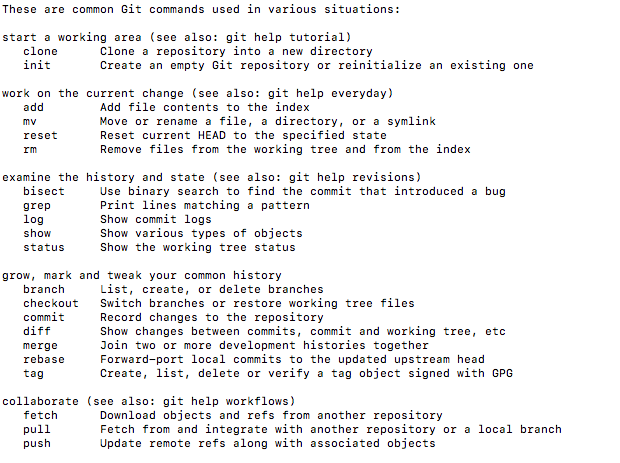 These are common Git commands used in various situations:

start a working area (see also: git help tutorial)
   clone      Clone a repository into a new directory
   init       Create an empty Git repository or reinitialize an existing one

work on the current change (see also: git help everyday)
   add        Add file contents to the index
   mv         Move or rename a file, a directory, or a symlink
   reset      Reset current HEAD to the specified state
   rm         Remove files from the working tree and from the index

examine the history and state (see also: git help revisions)
   bisect     Use binary search to find the commit that introduced a bug
   grep       Print lines matching a pattern
   log        Show commit logs
   show       Show various types of objects
   status     Show the working tree status

grow, mark and tweak your common history
   branch     List, create, or delete branches
   checkout   Switch branches or restore working tree files
   commit     Record changes to the repository
   diff       Show changes between commits, commit and working tree, etc
   merge      Join two or more development histories together
   rebase     Forward-port local commits to the updated upstream head
   tag        Create, list, delete or verify a tag object signed with GPG

collaborate (see also: git help workflows)
   fetch      Download objects and refs from another repository
   pull       Fetch from and integrate with another repository or a local branch
   push       Update remote refs along with associated objects